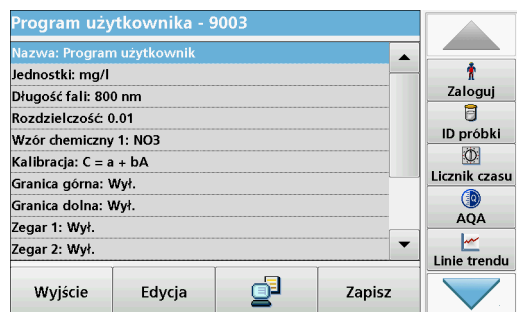 Program użytkownika - 9003
Nazwa: Program użytkownik
Jednostki: mg/l
Długość fali: 800 nm
Rozdzielczość: 0.01
Wzór chemiczny 1: NO3
Kalibracja: C = a + bA
Granica górna: Wył.
Granica dolna: Wył.
Zegar 1: Wył.
Zegar 2: Wył.
Wyjście
Edycja
Zapisz
Zaloguj
ID próbki
Licznik czasu
AQA
Linie trendu